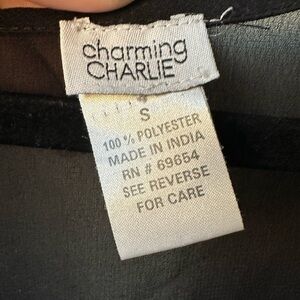 charming
CHARLIE
S
100% POLYESTER
MADE IN INDIA
RN # 69654
SEE REVERSE
FOR CARE